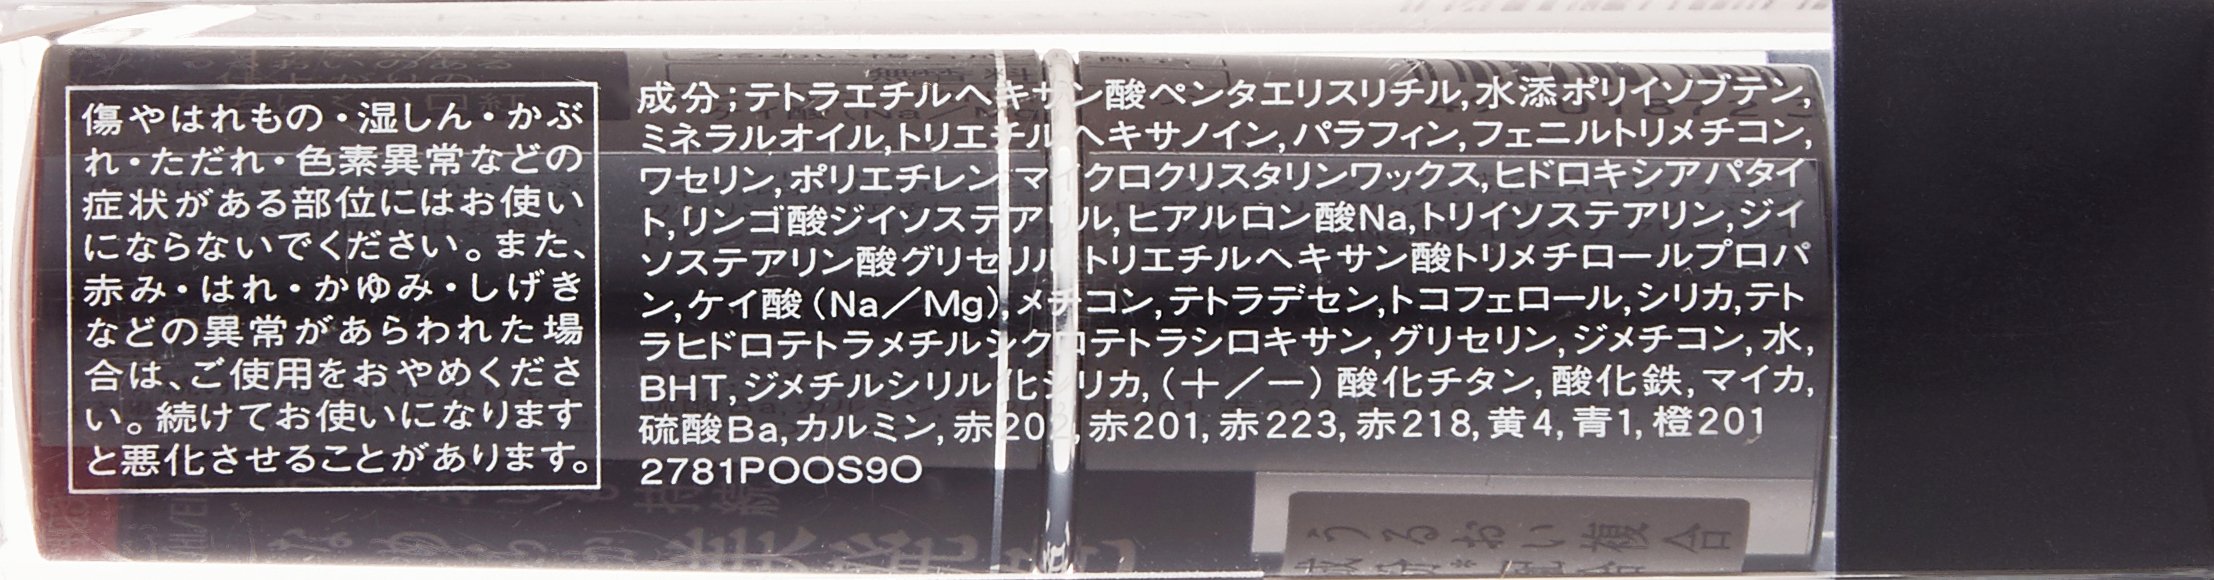 傷やはれもの・湿しん・かぶ
れ・ただれ・色素異常などの
症状がある部位にはお使い
にならないでください。また、
赤み・はれ・かゆみ・しげき
などの異常があらわれた場
合は、ご使用をおやめくださ
い。続けてお使いになります
と悪化させることがあります。
成分;テトラエチルヘキサン酸ペンタエリスリチル,水添ポリイソブテン,
ミネラルオイル,トリエチルヘキサノイン,パラフィン,フェニルトリメチコン,
ワセリン,ポリエチレン,マイクロクリスタリンワックス,ヒドロキシアパタイ
ト,リンゴ酸ジイソステアリル,ヒアルロン酸Na,トリイソステアリン,ジイ
ソステアリン酸グリセリル,トリエチルヘキサン酸トリメチロールプロパ
ン,ケイ酸(Na/Mg),メチコン,テトラデセン,トコフェロール,シリカ,テト
ラヒドロテトラメチルシクロテトラシロキサン,グリセリン,ジメチコン,水,
BHT,ジメチルシリル化シリカ,(+/−)酸化チタン,酸化鉄,マイカ,
硫酸Ba,カルミン,赤202,赤201,赤223,赤218,黄4,青1,橙201
2781POOS9O
うるおい複合